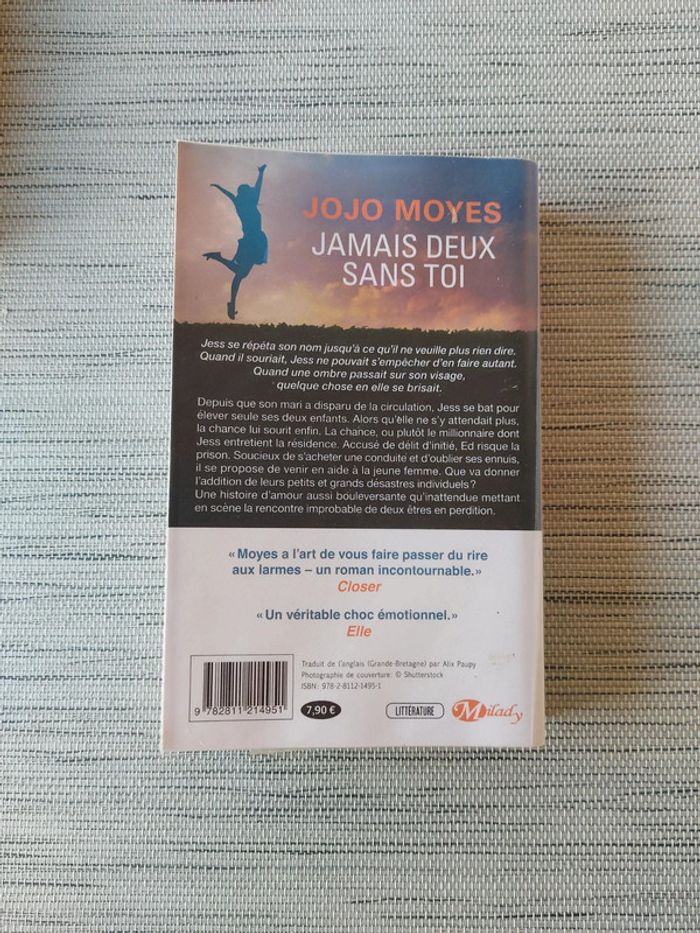 JOJO MOYES
JAMAIS DEUX
SANS TOI
Jess se répéta son nom jusqu'à ce qu'il ne veuille plus rien dire.
Quand il souriait, Jess ne pouvait s'empêcher d'en faire autant.
Quand une ombre passait sur son visage,
quelque chose en elle se brisait.
Depuis que son mari a disparu de la circulation, Jess se bat pour
élever seule ses deux enfants. Alors qu'elle ne s'y attendait plus,
la chance lui sourit enfin. La chance, ou plutôt le millionnaire dont
Jess entretient la résidence. Accusé de délit d'initié, Ed risque la
prison. Soucieux de s'acheter une conduite et d'oublier ses ennuis,
il se propose de venir en aide à la jeune femme. Que va donner
l'addition de leurs petits et grands désastres individuels ?
Une histoire d'amour aussi bouleversante qu'inattendue mettant
en scène la rencontre improbable de deux êtres en perdition.
« Moyes a l'art de vous faire passer du rire
aux larmes – un roman incontournable. »
Closer
« Un véritable choc émotionnel. »
Elle
Traduit de l'anglais (Grande-Bretagne) par Alix Paupy
Photographie de couverture : © Shutterstock
ISBN : 978-2-8112-1495-1
9 782811 214951
7,90 €
LITTÉRATURE
Milady